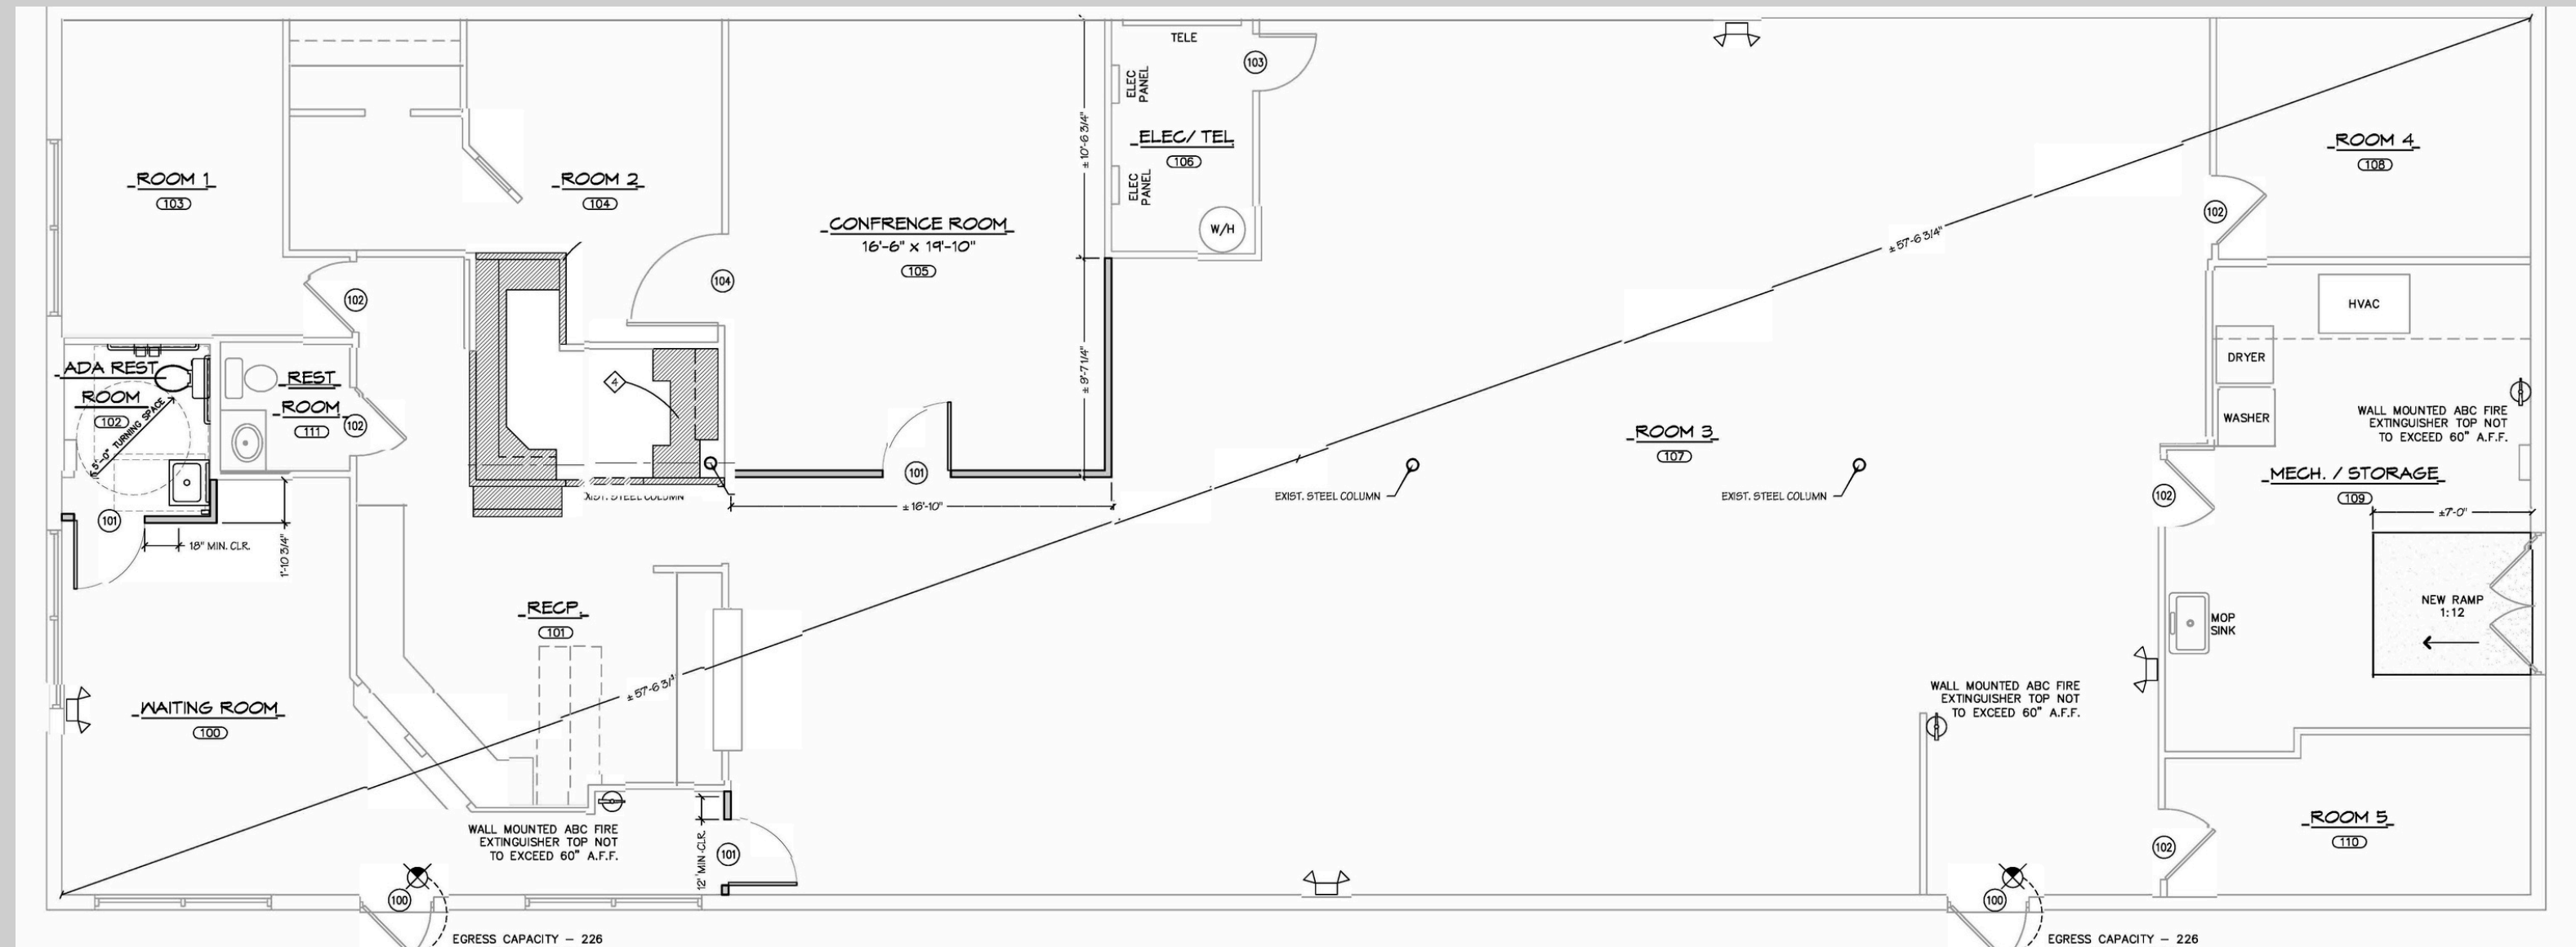 TELE
103
ELEC
PANEL
± 10'-6 3/4"
ELEC/ TEL
106
ELEC
PANEL
W/H
ROOM 1
103
ROOM 2
104
CONFRENCE ROOM
16'-6" x 19'-10"
105
ROOM 4
108
102
± 57'-6 3/4"
102
104
HVAC
DRYER
WASHER
ADA REST
ROOM
102
5'-0" TURNING SPACE
REST
ROOM
111
102
4
± 9'-7 1/4"
101
ROOM 3
107
WALL MOUNTED ABC FIRE
EXTINGUISHER TOP NOT
TO EXCEED 60" A.F.F.
MECH. / STORAGE
109
102
± 16'-10"
EXIST. STEEL COLUMN
EXIST. STEEL COLUMN
EXIST. STEEL COLUMN
±7'-0"
101
18" MIN. CLR.
1'-10 3/4"
NEW RAMP
1:12
MOP
SINK
RECP.
101
± 57'-6 3/
WAITING ROOM
100
WALL MOUNTED ABC FIRE
EXTINGUISHER TOP NOT
TO EXCEED 60" A.F.F.
ROOM 5
110
102
WALL MOUNTED ABC FIRE
EXTINGUISHER TOP NOT
TO EXCEED 60" A.F.F.
12" MIN CLR.
101
100
100
EGRESS CAPACITY – 226
EGRESS CAPACITY – 226